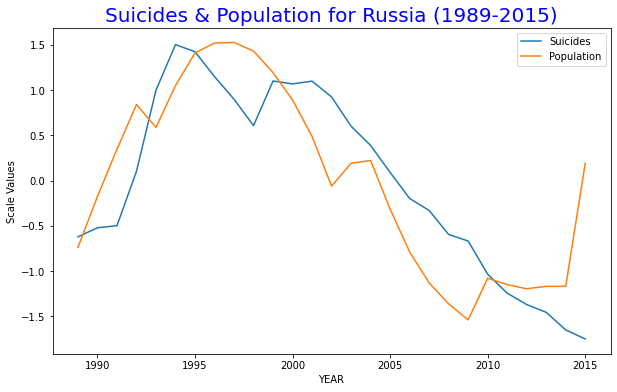 Suicides & Population for Russia (1989-2015)
Suicides
Population
1.5
1.0
0.5
0.0
−0.5
−1.0
−1.5
Scale Values
1990 1995 2000 2005 2010 2015
YEAR